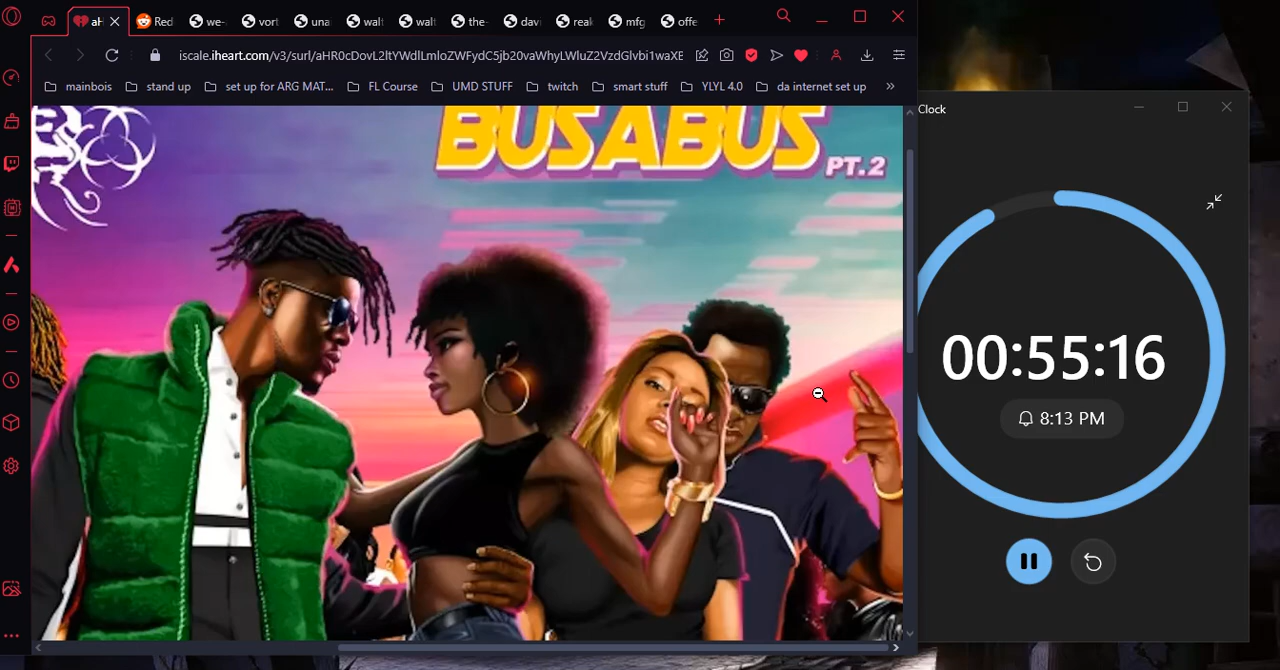 aH
Red
we-
vort
una
walt
walt
the-
davi
reak
mfg
offe
iscale.iheart.com/v3/surl/aHR0cDovL2ltYWdlLmloZWFydC5jb20vaWhyLWluZ2VzdGlvbi1waXE
mainbois
stand up
set up for ARG MAT...
FL Course
UMD STUFF
twitch
smart stuff
YLYL 4.0
da internet set up
»
BUSABUS
PT.2
Clock
00:55:16
8:13 PM